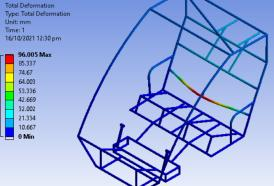 Total Deformation
Type: Total Deformation
Unit: mm
Time: 1
16/10/2021 12:30 pm
96.005 Max
85.337
74.67
64.003
53.336
42.669
32.002
21.334
10.667
0 Min